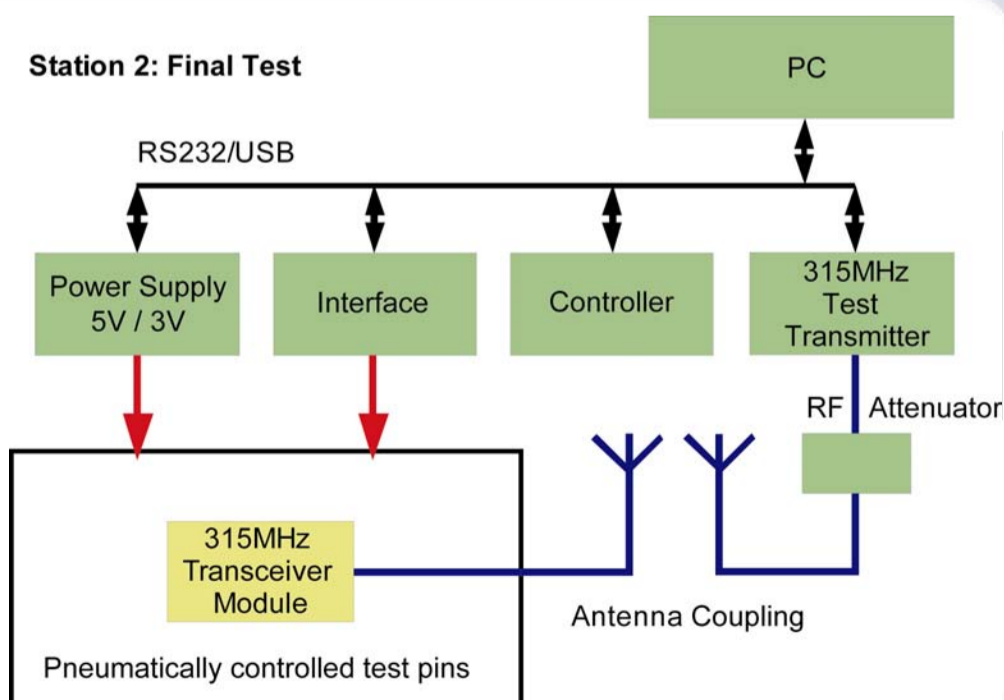 Station 2: Final Test
PC
RS232/USB
Power Supply
5V / 3V
Interface
Controller
315MHz
Test
Transmitter
RF Attenuator
315MHz
Transceiver
Module
Antenna Coupling
Pneumatically controlled test pins